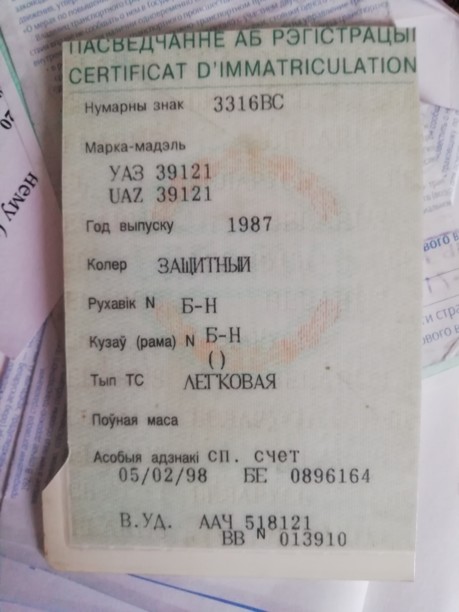 ПАСВЕДЧАННЕ АБ РЭГІСТРАЦЫІ
CERTIFICAT D'IMMATRICULATION
Нумарны знак 3316ВС
Марка-мадэль
УАЗ 39121
UAZ 39121
Год выпуску 1987
Колер ЗАЩИТНЫЙ
Рухавік N Б-Н
Кузаў (рама) N Б-Н
()
Тып ТС ЛЕГКОВАЯ
Поўная маса
Асобыя адзнакі сп. счет
05/02/98 БЕ 0896164
В.УД. ААЧ 518121
ВВ N 013910
нему